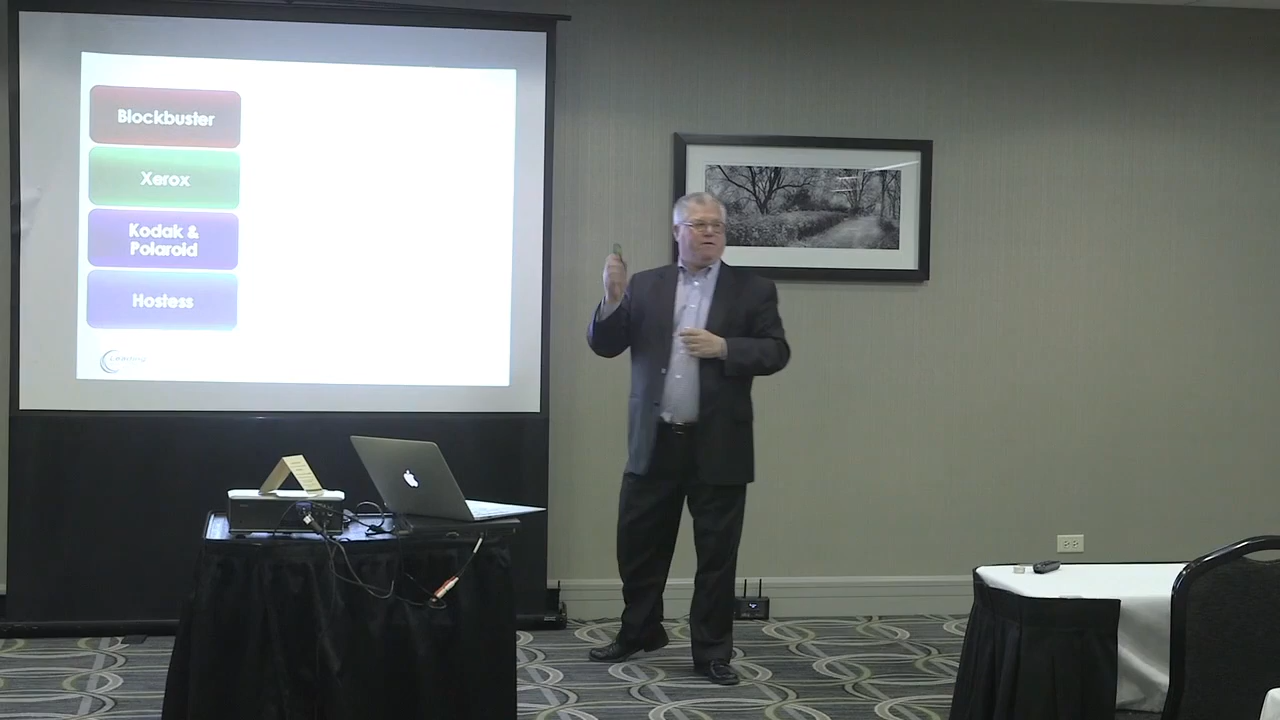 Blockbuster
Xerox
Kodak &
Polaroid
Hostess